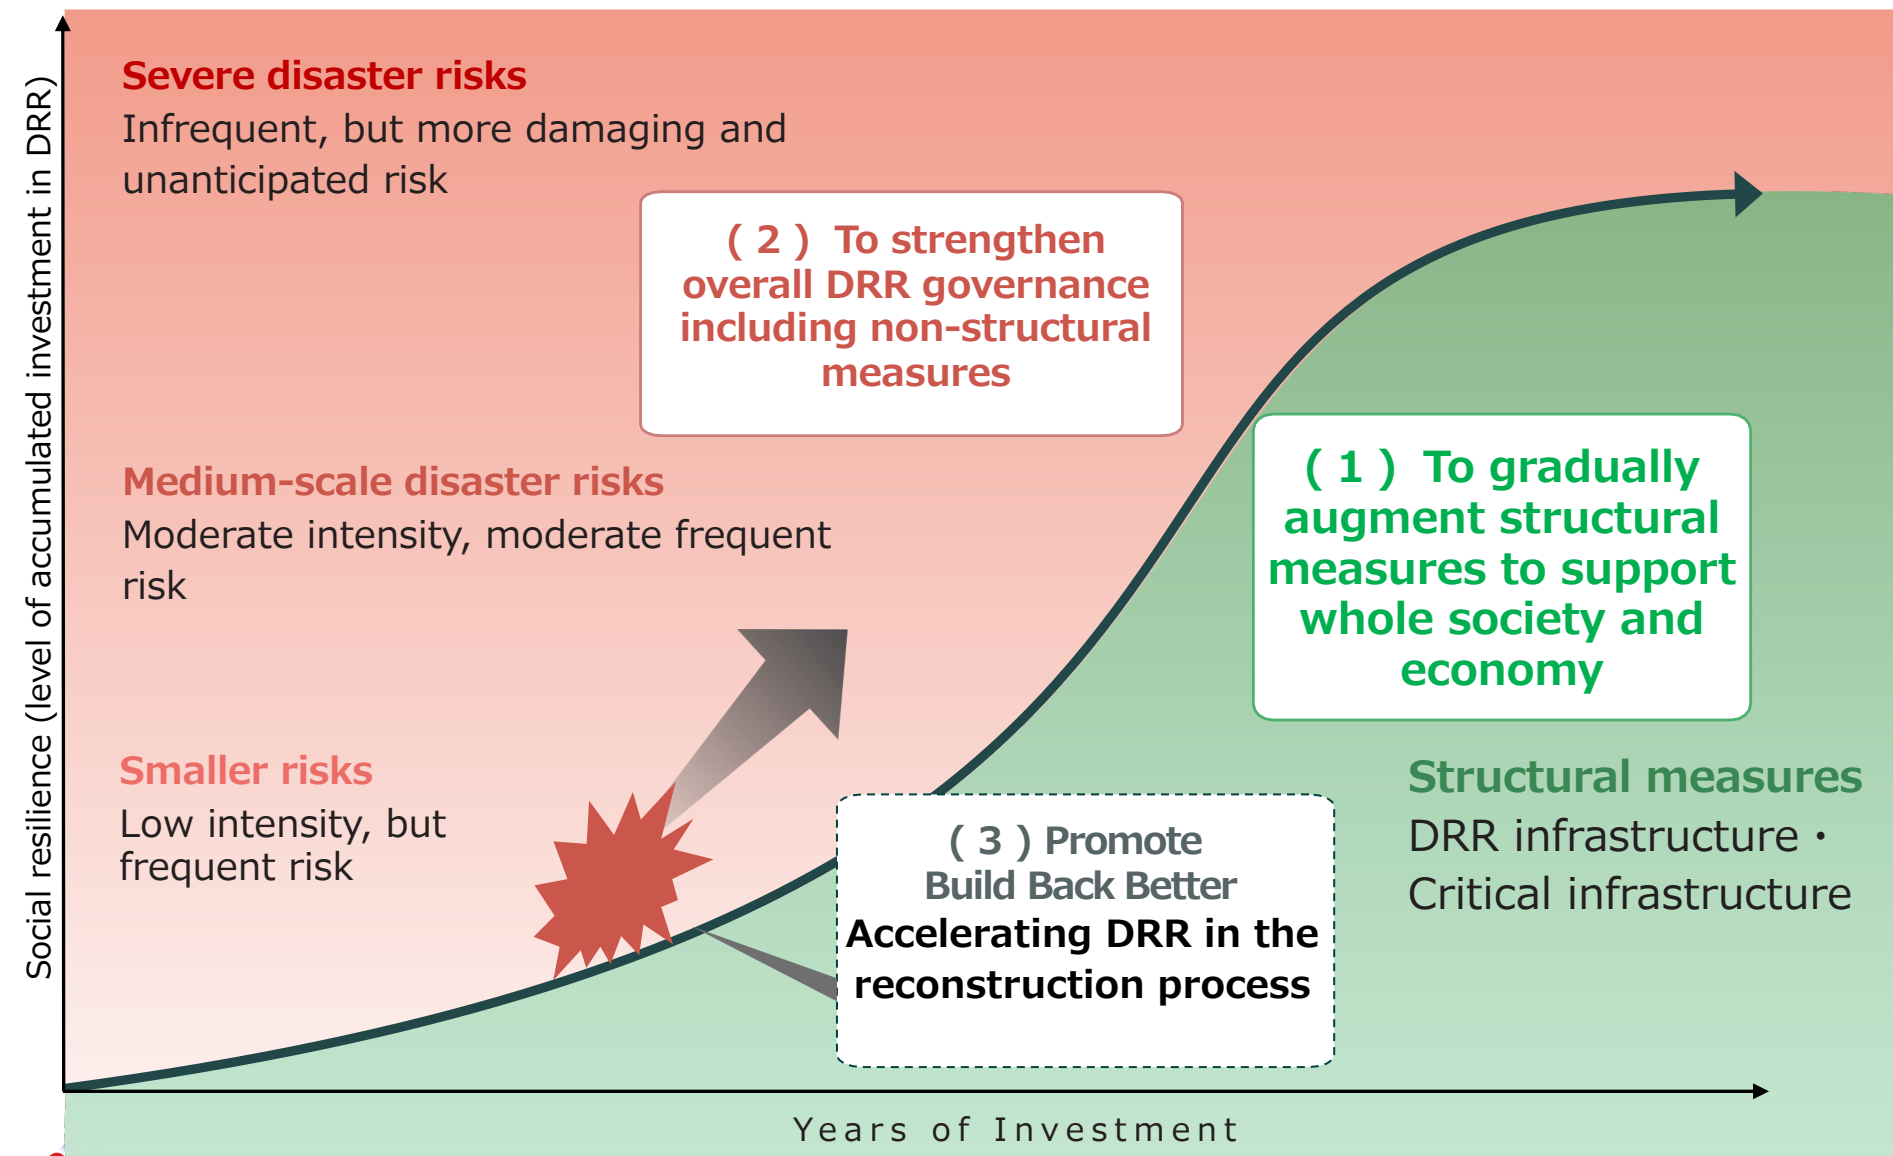 Social resilience (level of accumulated investment in DRR)
Severe disaster risks
Infrequent, but more damaging and
unanticipated risk
( 2 ) To strengthen
overall DRR governance
including non-structural
measures
Medium-scale disaster risks
Moderate intensity, moderate frequent
risk
( 1 ) To gradually
augment structural
measures to support
whole society and
economy
Smaller risks
Low intensity, but
frequent risk
( 3 ) Promote
Build Back Better
Accelerating DRR in the
reconstruction process
Structural measures
DRR infrastructure・
Critical infrastructure
Years of Investment